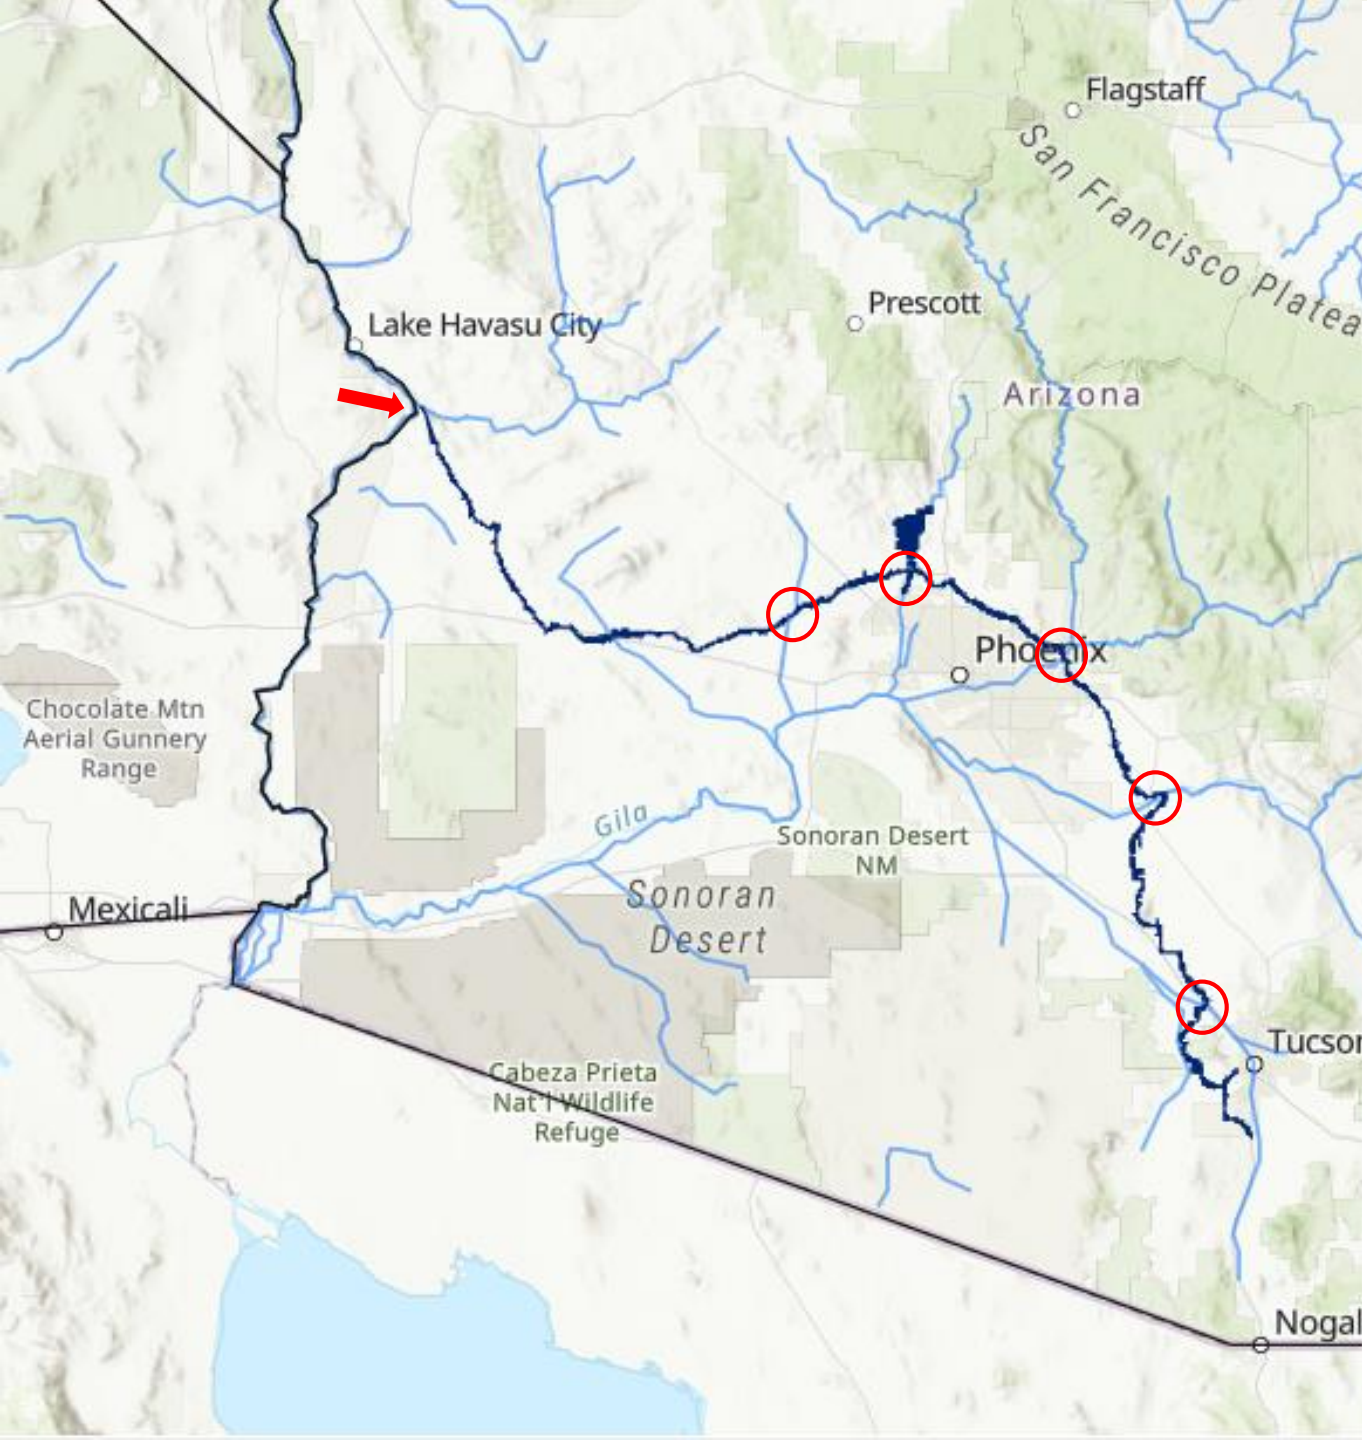 Flagstaff
San Francisco Platea
Lake Havasu City
Prescott
Arizona
Phoenix
Chocolate Mtn
Aerial Gunnery
Range
Gila
Sonoran Desert
NM
Sonoran
Desert
Mexicali
Tucson
Cabeza Prieta
Nat'l Wildlife
Refuge
Nogal